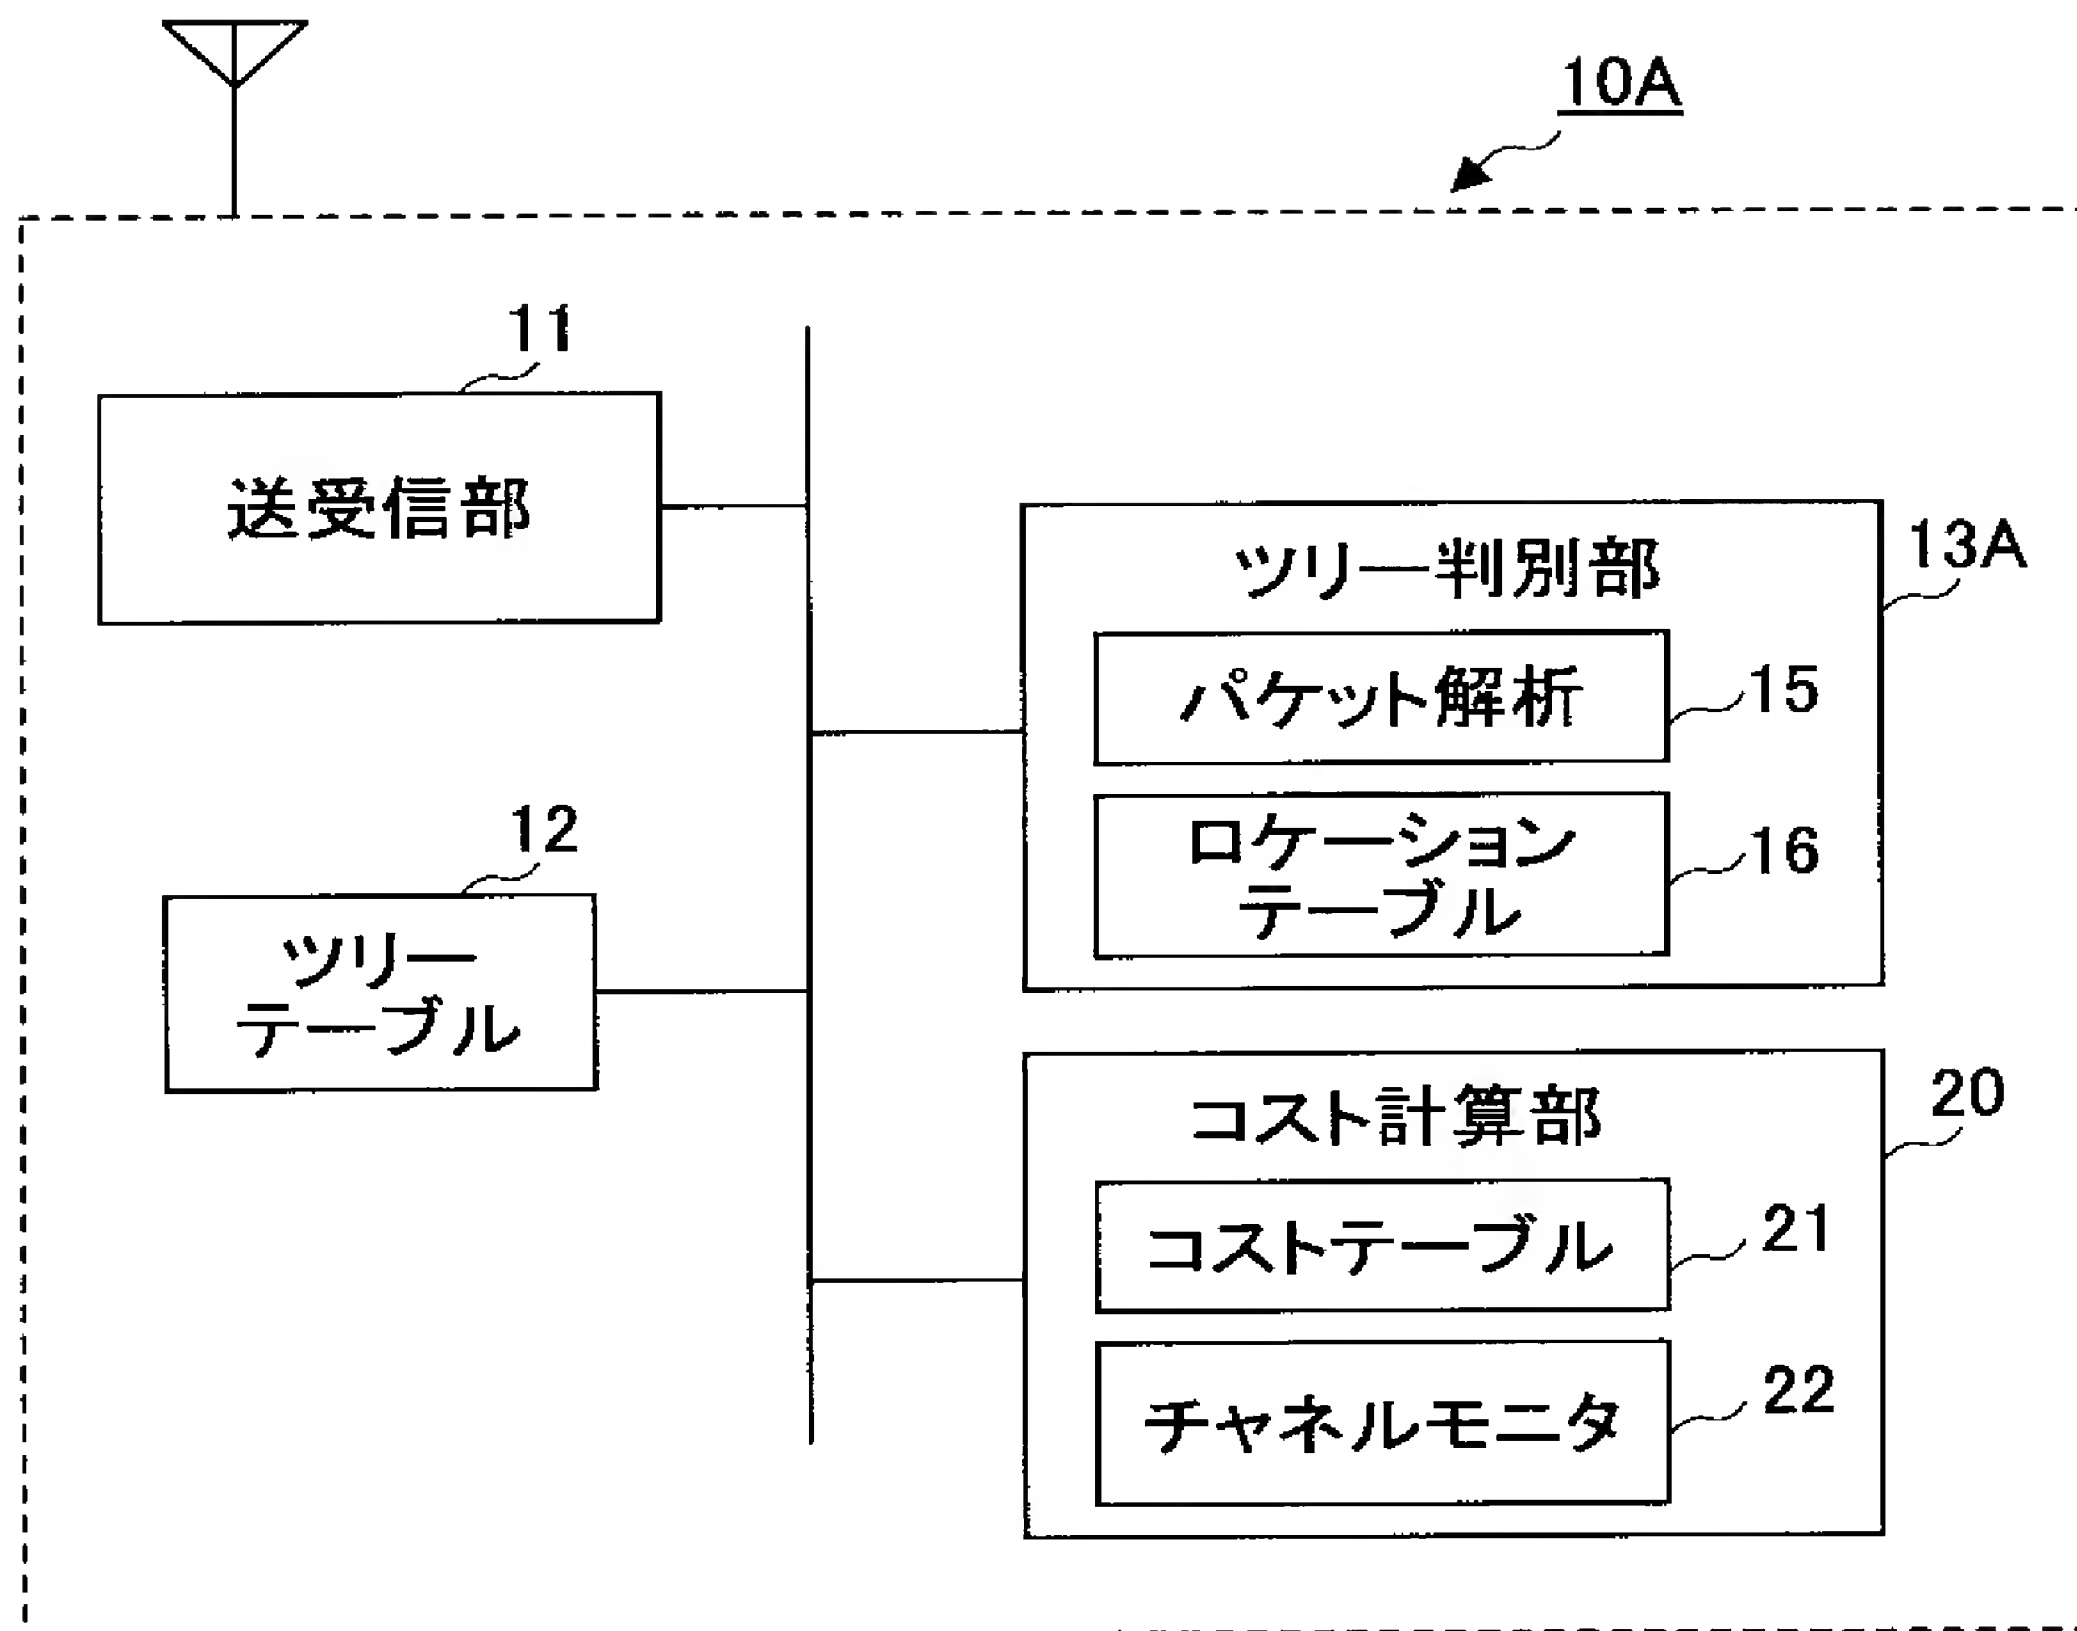 10A
11
送受信部
12
ツリー
テーブル
13A
ツリー判別部
パケット解析
15
ロケーション
テーブル
16
20
コスト計算部
コストテーブル
21
チャネルモニタ
22